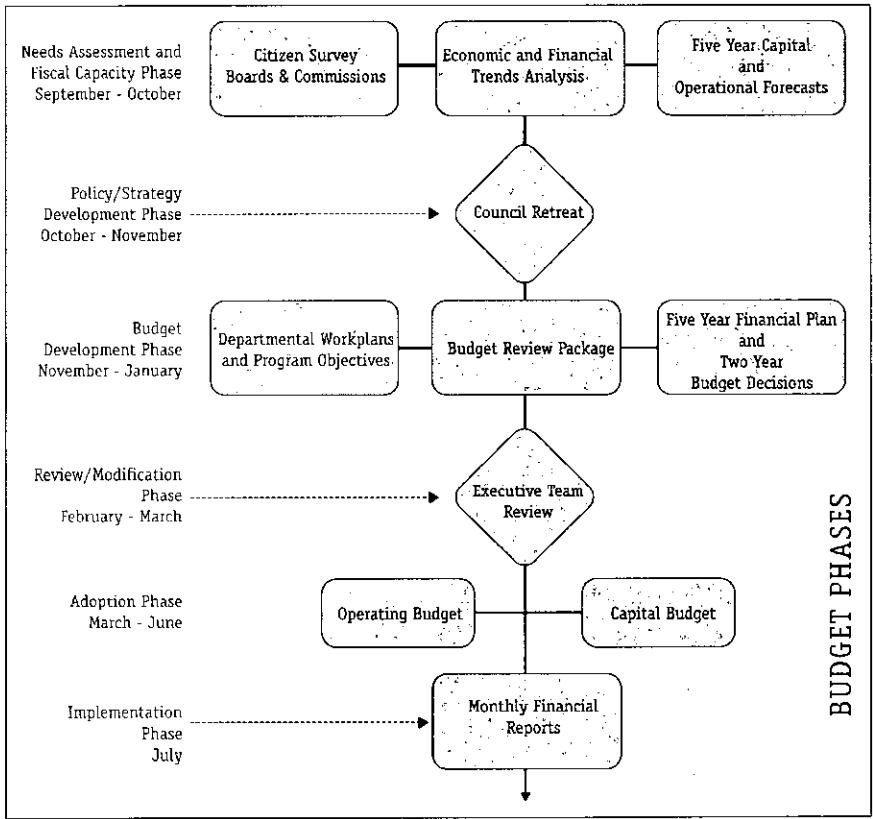 Needs Assessment and
Fiscal Capacity Phase
September - October
Citizen Survey
Boards & Commissions
Economic and Financial
Trends Analysis
Five Year Capital
and
Operational Forecasts
Policy/Strategy
Development Phase
October - November
Council Retreat
Budget
Development Phase
November - January
Departmental Workplans
and Program Objectives
Budget Review Package
Five Year Financial Plan
and
Two Year
Budget Decisions
Review/Modification
Phase
February - March
Executive Team
Review
Adoption Phase
March - June
Operating Budget
Capital Budget
Implementation
Phase
July
Monthly Financial
Reports
BUDGET PHASES